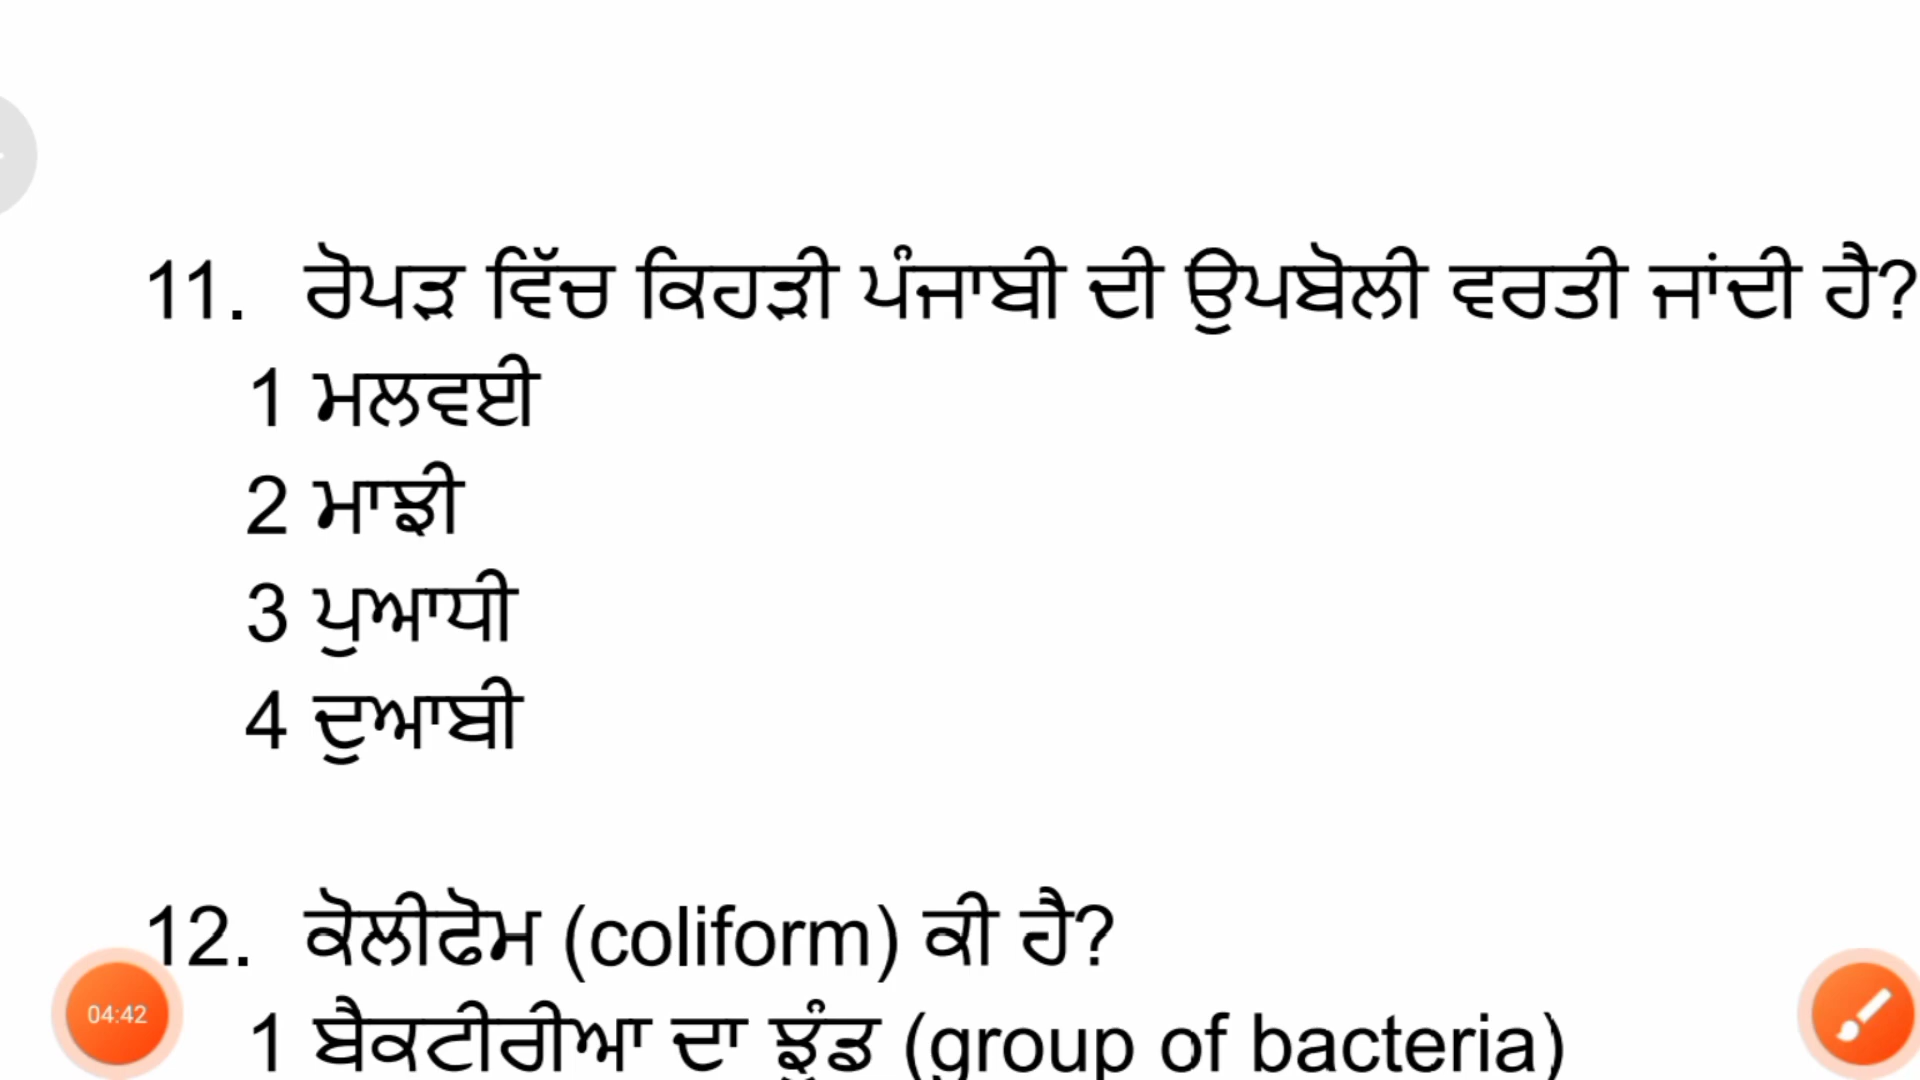 11. ਰੋਪੜ ਵਿੱਚ ਕਿਹੜੀ ਪੰਜਾਬੀ ਦੀ ਉਪਬੋਲੀ ਵਰਤੀ ਜਾਂਦੀ ਹੈ?
1 ਮਲਵਈ
2 ਮਾਝੀ
3 ਪੁਆਧੀ
4 ਦੁਆਬੀ
12. ਕੋਲੀਫੋਮ (coliform) ਕੀ ਹੈ?
04:42
1 ਬੈਕਟੀਰੀਆ ਦਾ ਝੁੰਡ (group of bacteria)